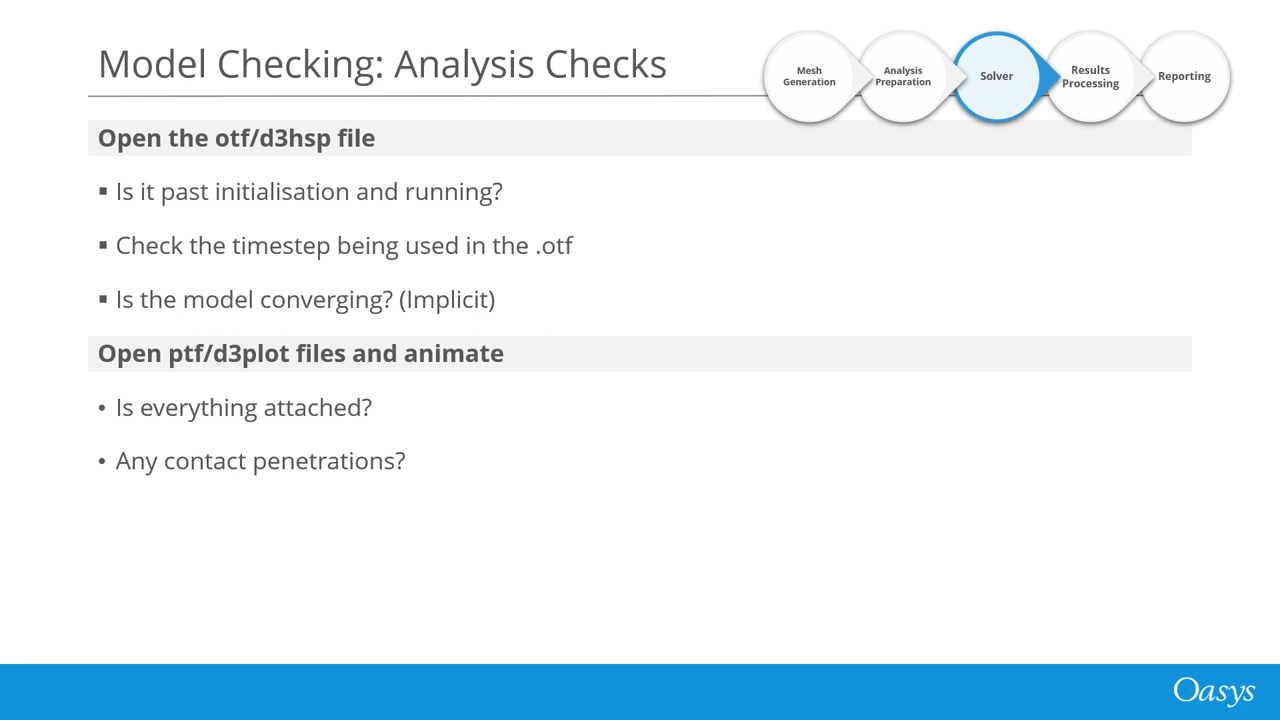 Model Checking: Analysis Checks
Mesh
Generation
Analysis
Preparation
Solver
Results
Processing
Reporting
Open the otf/d3hsp file
▪ Is it past initialisation and running?
▪ Check the timestep being used in the .otf
▪ Is the model converging? (Implicit)
Open ptf/d3plot files and animate
• Is everything attached?
• Any contact penetrations?
Oasys